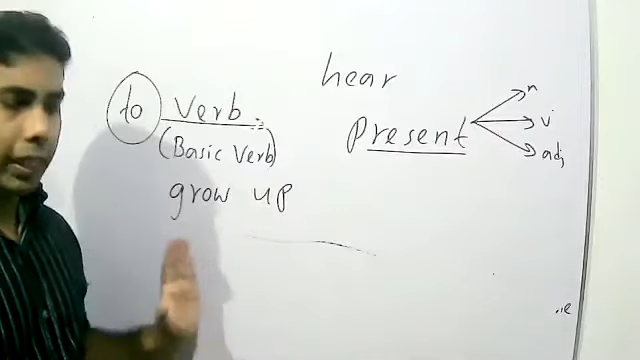 hear
to verb :
(Basic Verb)
grow up
present
n
v
adj